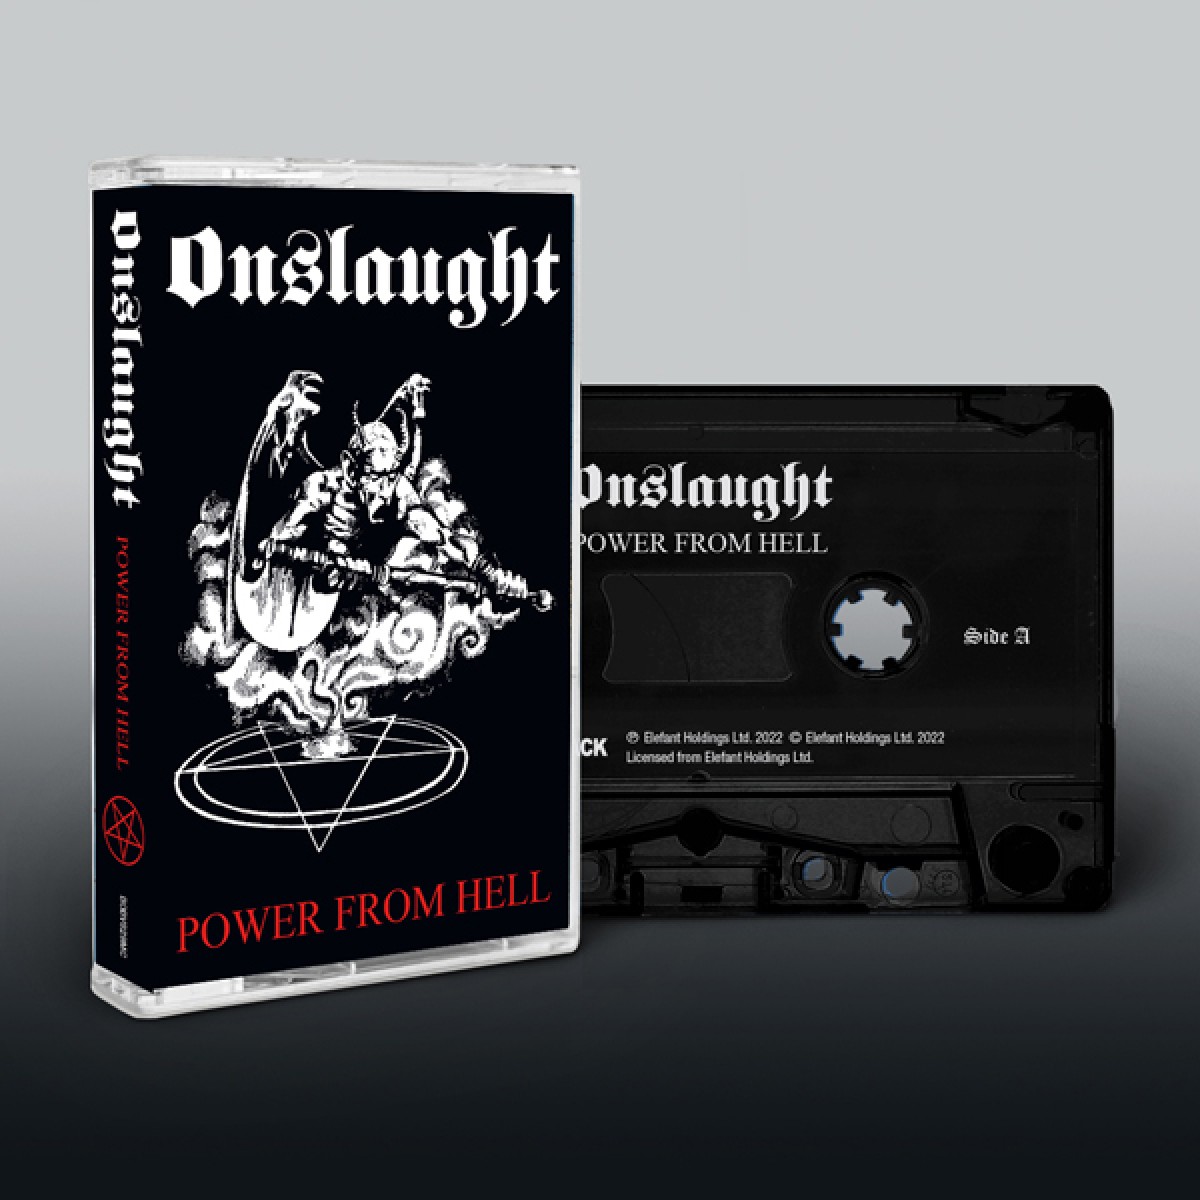 Onslaught
POWER FROM HELL
Onslaught
POWER FROM HELL
Onslaught
POWER FROM HELL
Side A
CK
℗ Elefant Holdings Ltd. 2022 © Elefant Holdings Ltd. 2022
Licensed from Elefant Holdings Ltd.